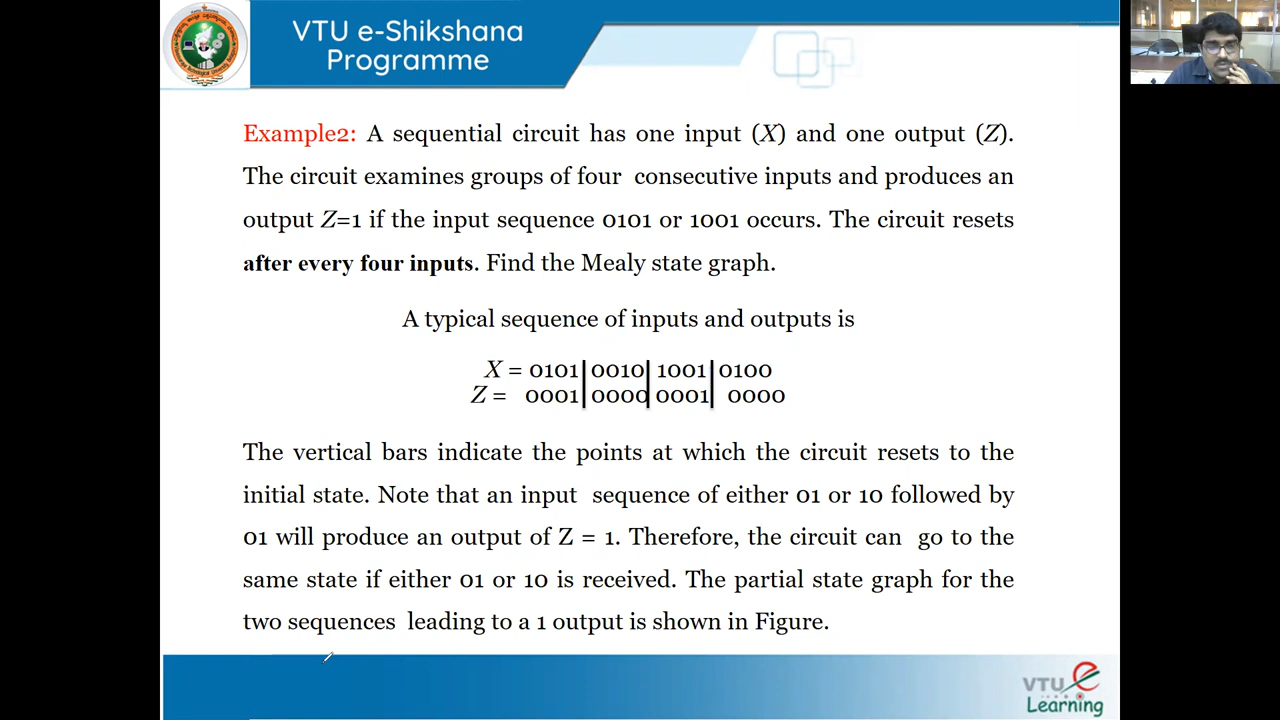 VTU e-Shikshana
Programme
Example2: A sequential circuit has one input (X) and one output (Z).
The circuit examines groups of four consecutive inputs and produces an
output Z=1 if the input sequence 0101 or 1001 occurs. The circuit resets
after every four inputs. Find the Mealy state graph.
A typical sequence of inputs and outputs is
X = 0101 | 0010 | 1001 | 0100
Z = 0001 | 0000 | 0001 | 0000
The vertical bars indicate the points at which the circuit resets to the
initial state. Note that an input sequence of either 01 or 10 followed by
01 will produce an output of Z = 1. Therefore, the circuit can go to the
same state if either 01 or 10 is received. The partial state graph for the
two sequences leading to a 1 output is shown in Figure.
VTU e
Learning